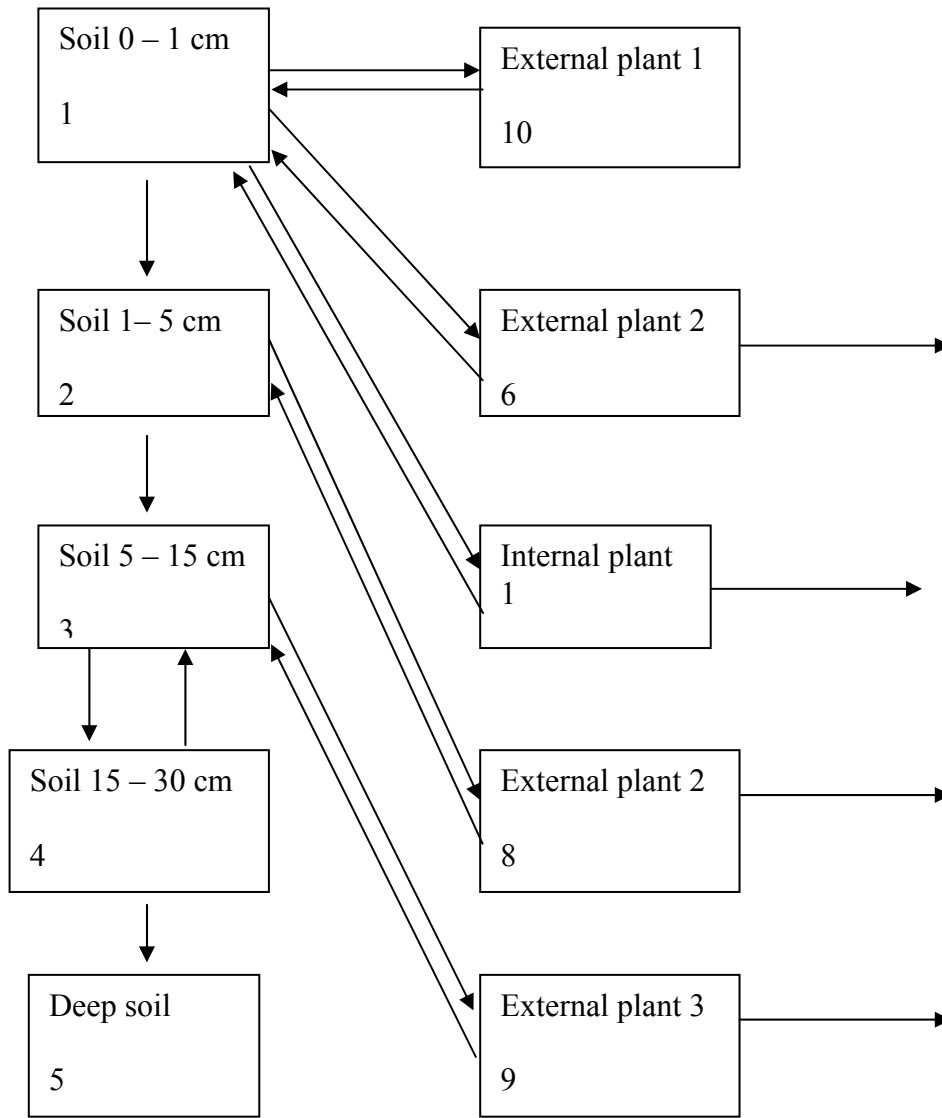 Soil 0 – 1 cm
1
External plant 1
10
Soil 1– 5 cm
2
External plant 2
6
Soil 5 – 15 cm
3
Internal plant
1
Soil 15 – 30 cm
4
External plant 2
8
Deep soil
5
External plant 3
9